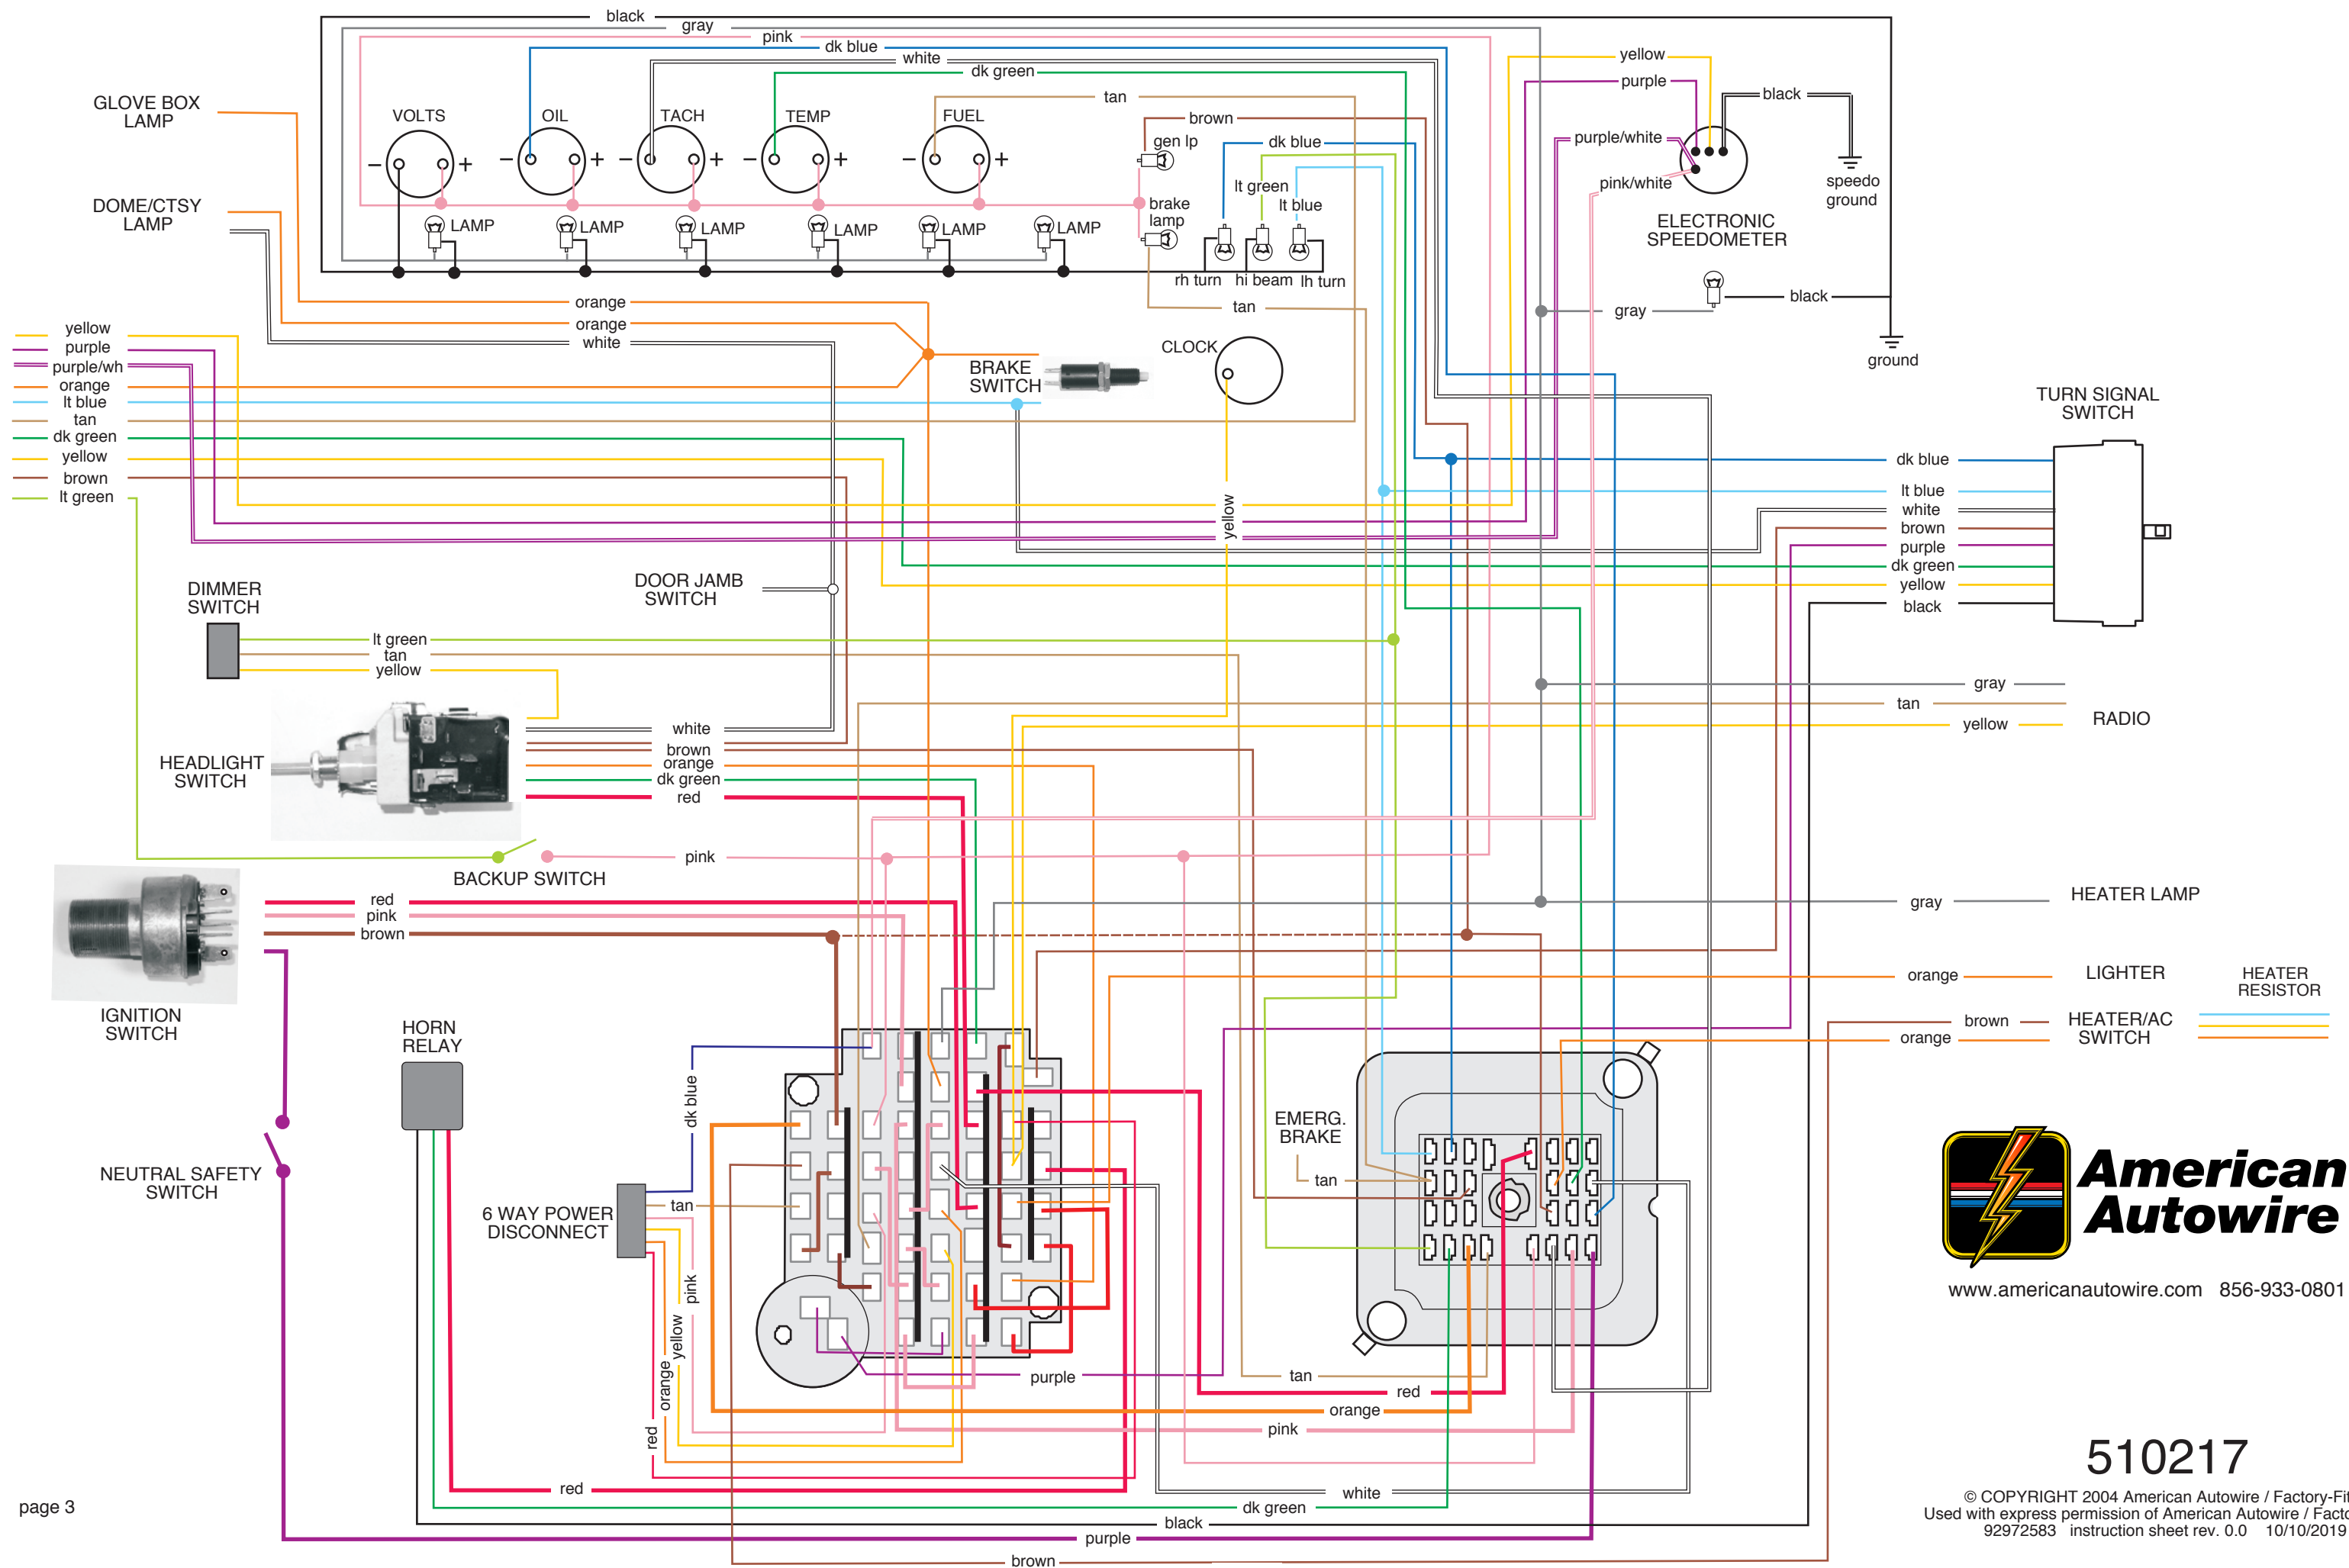 black
gray
pink
dk blue
white
dk green
tan
brown
yellow
purple
black
purple/white
pink/white
speedo
ground
ELECTRONIC
SPEEDOMETER
black
gray
ground
GLOVE BOX
LAMP
DOME/CTSY
LAMP
VOLTS
OIL
TACH
TEMP
FUEL
− +
− +
− +
− +
− +
LAMP
LAMP
LAMP
LAMP
LAMP
LAMP
gen lp
brake
lamp
dk blue
lt green
lt blue
rh turn
hi beam
lh turn
tan
orange
orange
white
BRAKE
SWITCH
CLOCK
yellow
yellow
purple
purple/wh
orange
lt blue
tan
dk green
yellow
brown
lt green
TURN SIGNAL
SWITCH
dk blue
lt blue
white
brown
purple
dk green
yellow
black
DIMMER
SWITCH
DOOR JAMB
SWITCH
lt green
tan
yellow
HEADLIGHT
SWITCH
white
brown
orange
dk green
red
gray
tan
yellow
RADIO
pink
BACKUP SWITCH
red
pink
brown
IGNITION
SWITCH
gray
HEATER LAMP
orange
LIGHTER
HEATER
RESISTOR
brown
orange
HEATER/AC
SWITCH
HORN
RELAY
NEUTRAL SAFETY
SWITCH
dk blue
6 WAY POWER
DISCONNECT
tan
pink
yellow
orange
red
EMERG.
BRAKE
tan
purple
tan
red
orange
pink
red
white
dk green
black
purple
brown
American
Autowire
www.americanautowire.com 856-933-0801
510217
© COPYRIGHT 2004 American Autowire / Factory-Fit
Used with express permission of American Autowire / Facto
92972583 instruction sheet rev. 0.0 10/10/2019
page 3